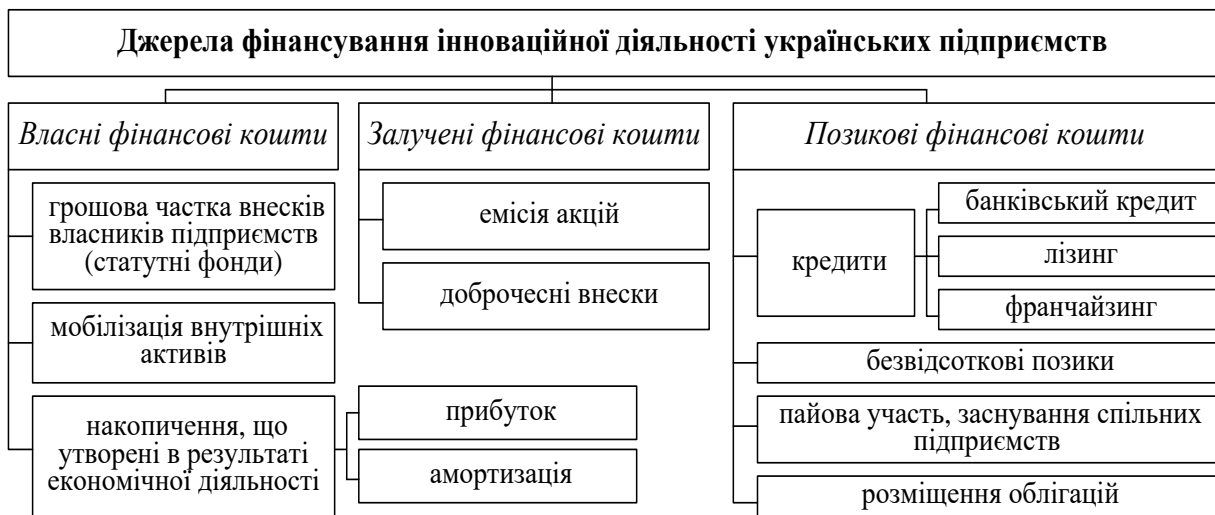 Джерела фінансування інноваційної діяльності українських підприємств
Власні фінансові кошти
грошова частка внесків
власників підприємств
(статутні фонди)
мобілізація внутрішніх
активів
накопичення, що
утворені в результаті
економічної діяльності
прибуток
амортизація
Залучені фінансові кошти
емісія акцій
доброчесні внески
Позикові фінансові кошти
кредити
банківський кредит
лізинг
франчайзинг
безвідсоткові позики
пайова участь, заснування спільних
підприємств
розміщення облігацій